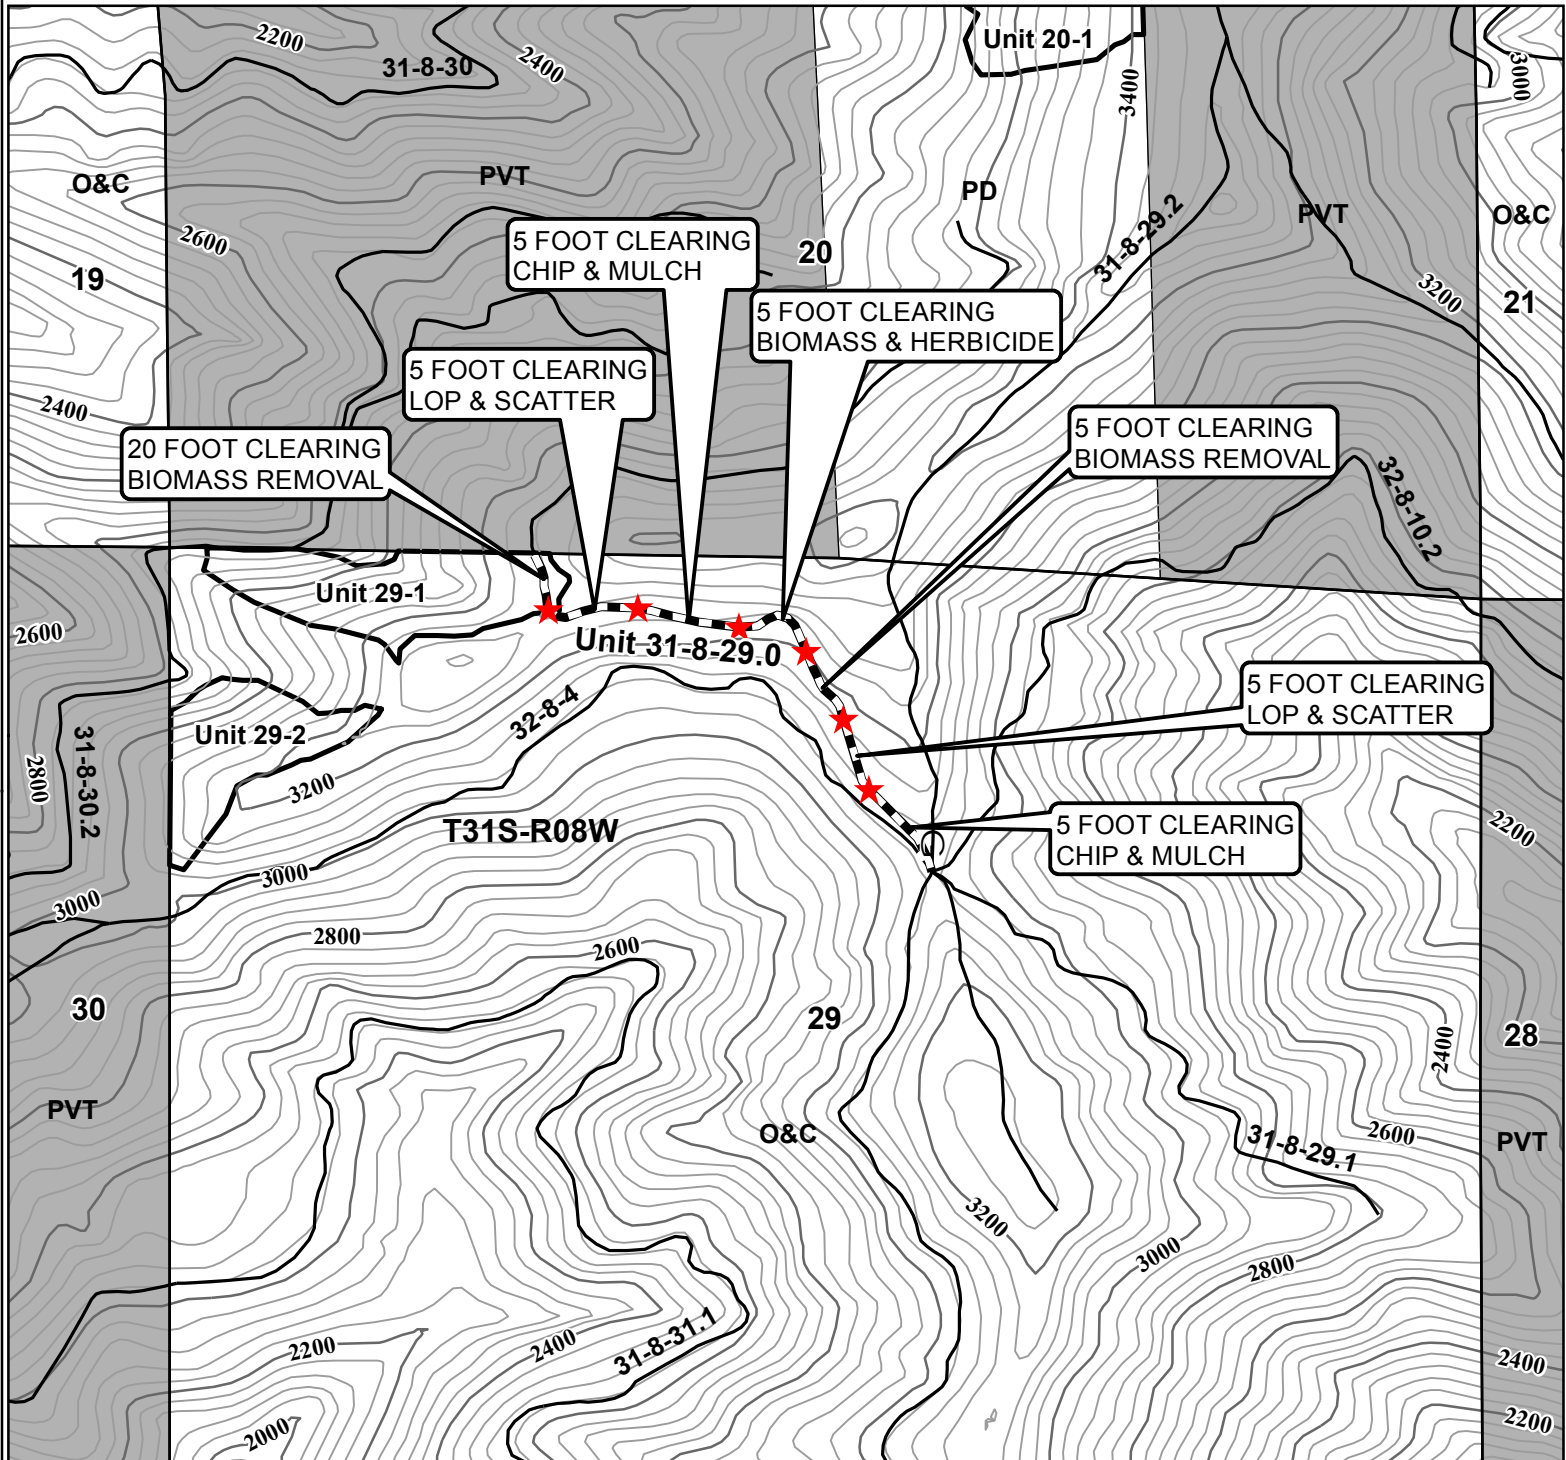 2200
31-8-30
2400
Unit 20-1
3400
3000
O&C
PVT
PD
31-8-29.2
PVT
O&C
2600
19
5 FOOT CLEARING
CHIP & MULCH
20
3200
21
5 FOOT CLEARING
BIOMASS & HERBICIDE
5 FOOT CLEARING
LOP & SCATTER
2400
20 FOOT CLEARING
BIOMASS REMOVAL
5 FOOT CLEARING
BIOMASS REMOVAL
32-8-10.2
Unit 29-1
2600
Unit 31-8-29.0
5 FOOT CLEARING
LOP & SCATTER
32-8-4
Unit 29-2
31-8-30.2
2800
3200
T31S-R08W
5 FOOT CLEARING
CHIP & MULCH
2200
3000
3000
2800
2600
30
29
28
2400
PVT
O&C
2600
31-8-29.1
PVT
3200
3000
2800
31-8-31.1
2200
2400
2400
2000
2200